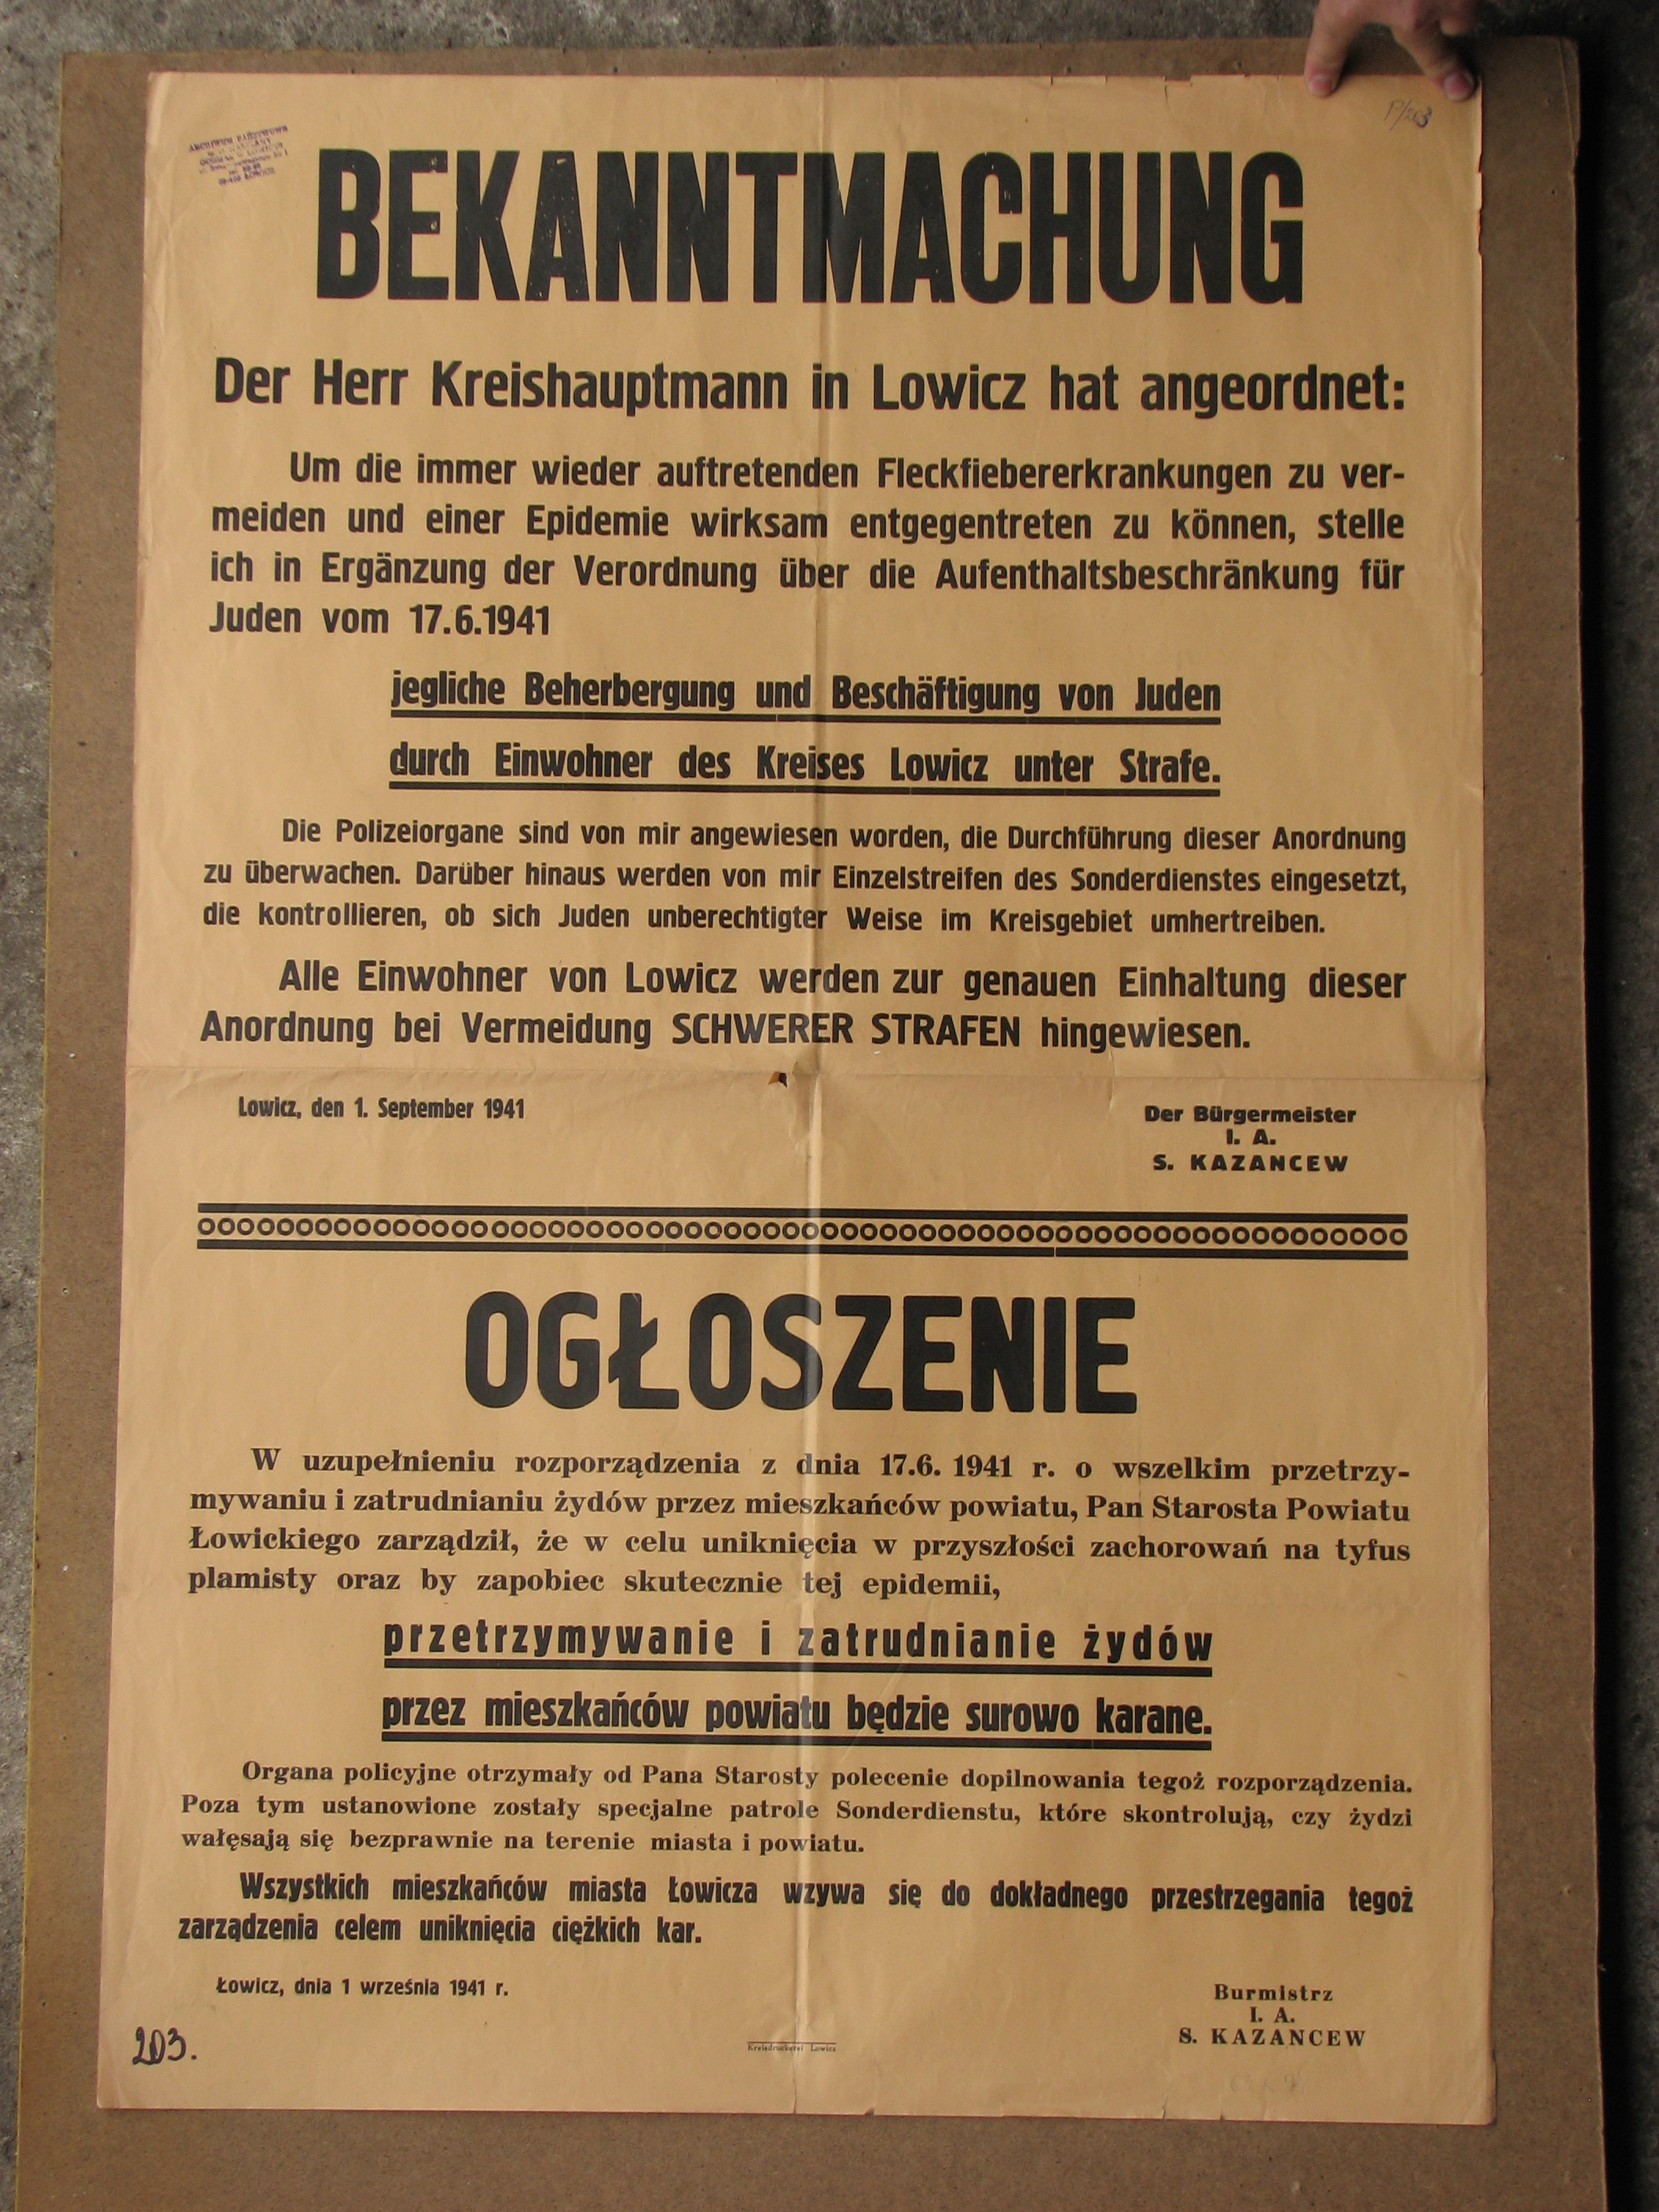 P/203
ARCHIWUM PAŃSTWOWE
BEKANNTMACHUNG
Der Herr Kreishauptmann in Lowicz hat angeordnet:
Um die immer wieder auftretenden Fleckfiebererkrankungen zu ver-
meiden und einer Epidemie wirksam entgegentreten zu können, stelle
ich in Ergänzung der Verordnung über die Aufenthaltsbeschränkung für
Juden vom 17.6.1941
jegliche Beherbergung und Beschäftigung von Juden
durch Einwohner des Kreises Lowicz unter Strafe.
Die Polizeiorgane sind von mir angewiesen worden, die Durchführung dieser Anordnung
zu überwachen. Darüber hinaus werden von mir Einzelstreifen des Sonderdienstes eingesetzt,
die kontrollieren, ob sich Juden unberechtigter Weise im Kreisgebiet umhertreiben.
Alle Einwohner von Lowicz werden zur genauen Einhaltung dieser
Anordnung bei Vermeidung SCHWERER STRAFEN hingewiesen.
Lowicz, den 1. September 1941
Der Bürgermeister
I. A.
S. KAZANCEW
OGŁOSZENIE
W uzupełnieniu rozporządzenia z dnia 17.6. 1941 r. o wszelkim przetrzy-
mywaniu i zatrudnianiu żydów przez mieszkańców powiatu, Pan Starosta Powiatu
Łowickiego zarządził, że w celu uniknięcia w przyszłości zachorowań na tyfus
plamisty oraz by zapobiec skutecznie tej epidemii,
przetrzymywanie i zatrudnianie żydów
przez mieszkańców powiatu będzie surowo karane.
Organa policyjne otrzymały od Pana Starosty polecenie dopilnowania tegoż rozporządzenia.
Poza tym ustanowione zostały specjalne patrole Sonderdienstu, które skontrolują, czy żydzi
wałęsają się bezprawnie na terenie miasta i powiatu.
Wszystkich mieszkańców miasta Łowicza wzywa się do dokładnego przestrzegania tegoż
zarządzenia celem uniknięcia ciężkich kar.
Łowicz, dnia 1 września 1941 r.
Burmistrz
I. A.
S. KAZANCEW
203.
Kreisdruckerei Lowicz